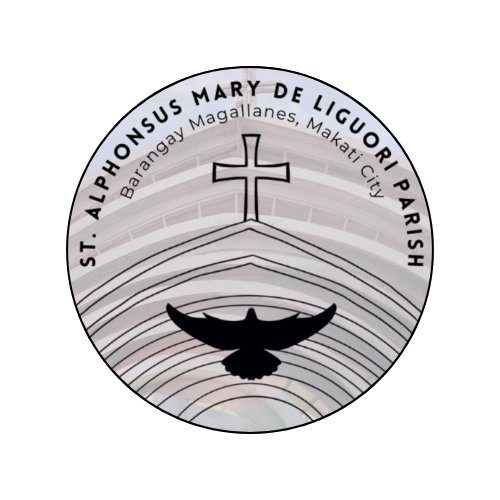 ST. ALPHONSUS MARY DE LIGUORI PARISH
Barangay Magallanes, Makati City